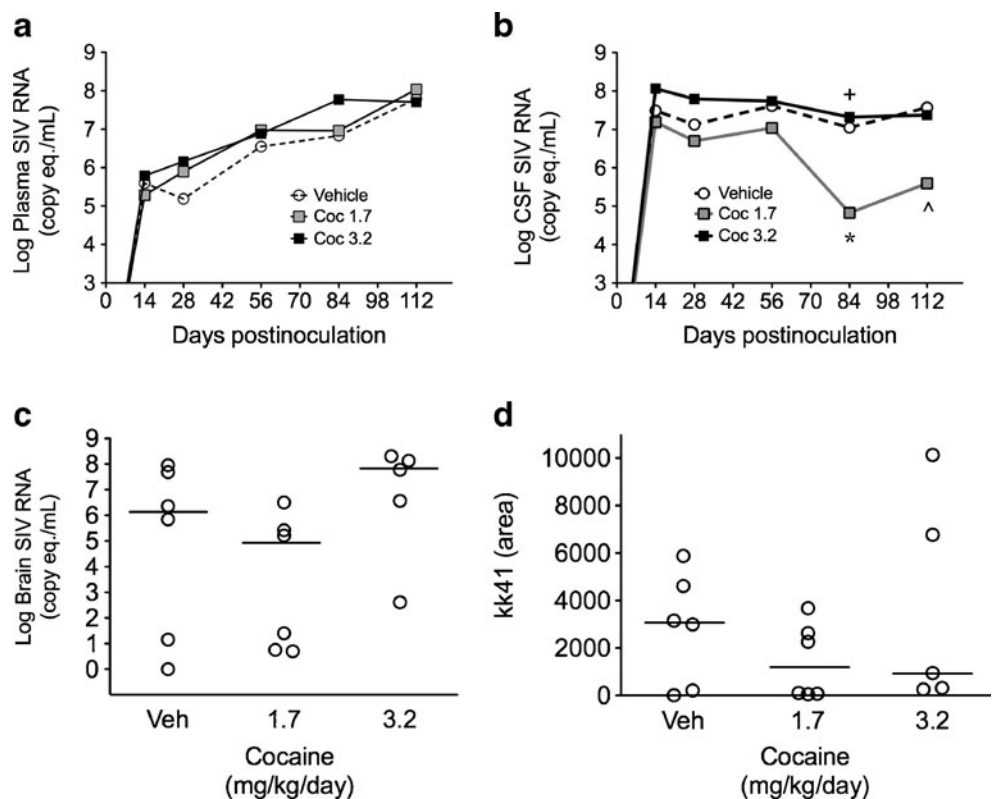 a
9
8
7
6
5
4
3
Log Plasma SIV RNA
(copy eq./mL)
Vehicle
Coc 1.7
Coc 3.2
0 14 28 42 56 70 84 98 112
Days postinoculation
b
9
8
7
6
5
4
3
Log CSF SIV RNA
(copy eq./mL)
+
Vehicle
Coc 1.7
Coc 3.2
*
^
0 14 28 42 56 70 84 98 112
Days postinoculation
c
9
8
7
6
5
4
3
2
1
0
Log Brain SIV RNA
(copy eq./mL)
Veh 1.7 3.2
Cocaine
(mg/kg/day)
d
10000
8000
6000
4000
2000
0
kk41 (area)
Veh 1.7 3.2
Cocaine
(mg/kg/day)